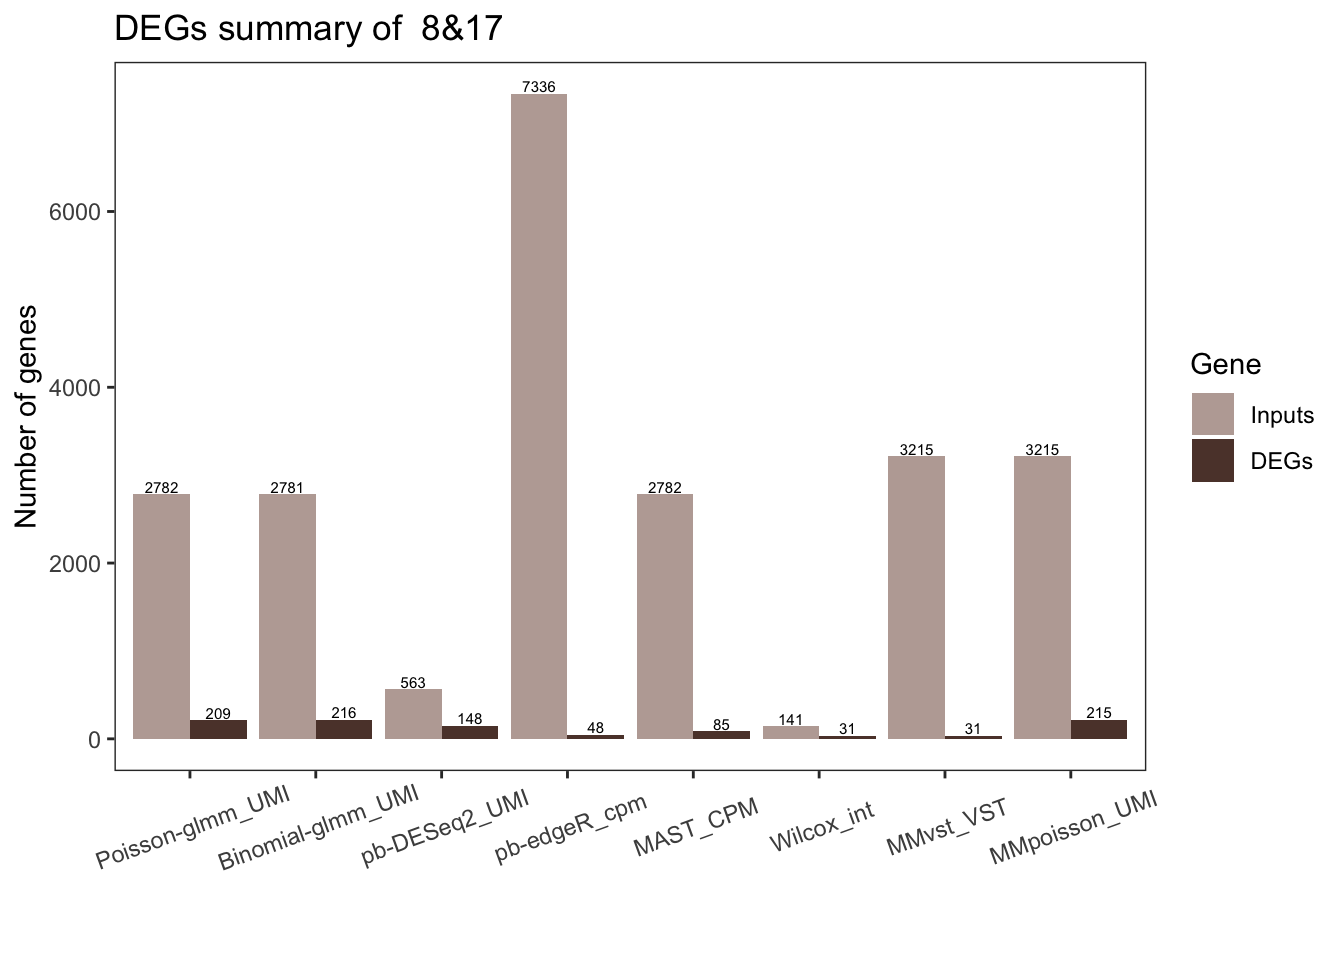 DEGs summary of  8&17
Number of genes
6000
4000
2000
0
2782
209
2781
216
563
148
7336
48
2782
85
141
31
3215
31
3215
215
Poisson-glmm_UMI
Binomial-glmm_UMI
pb-DESeq2_UMI
pb-edgeR_cpm
MAST_CPM
Wilcox_int
MMvst_VST
MMpoisson_UMI
Gene
Inputs
DEGs